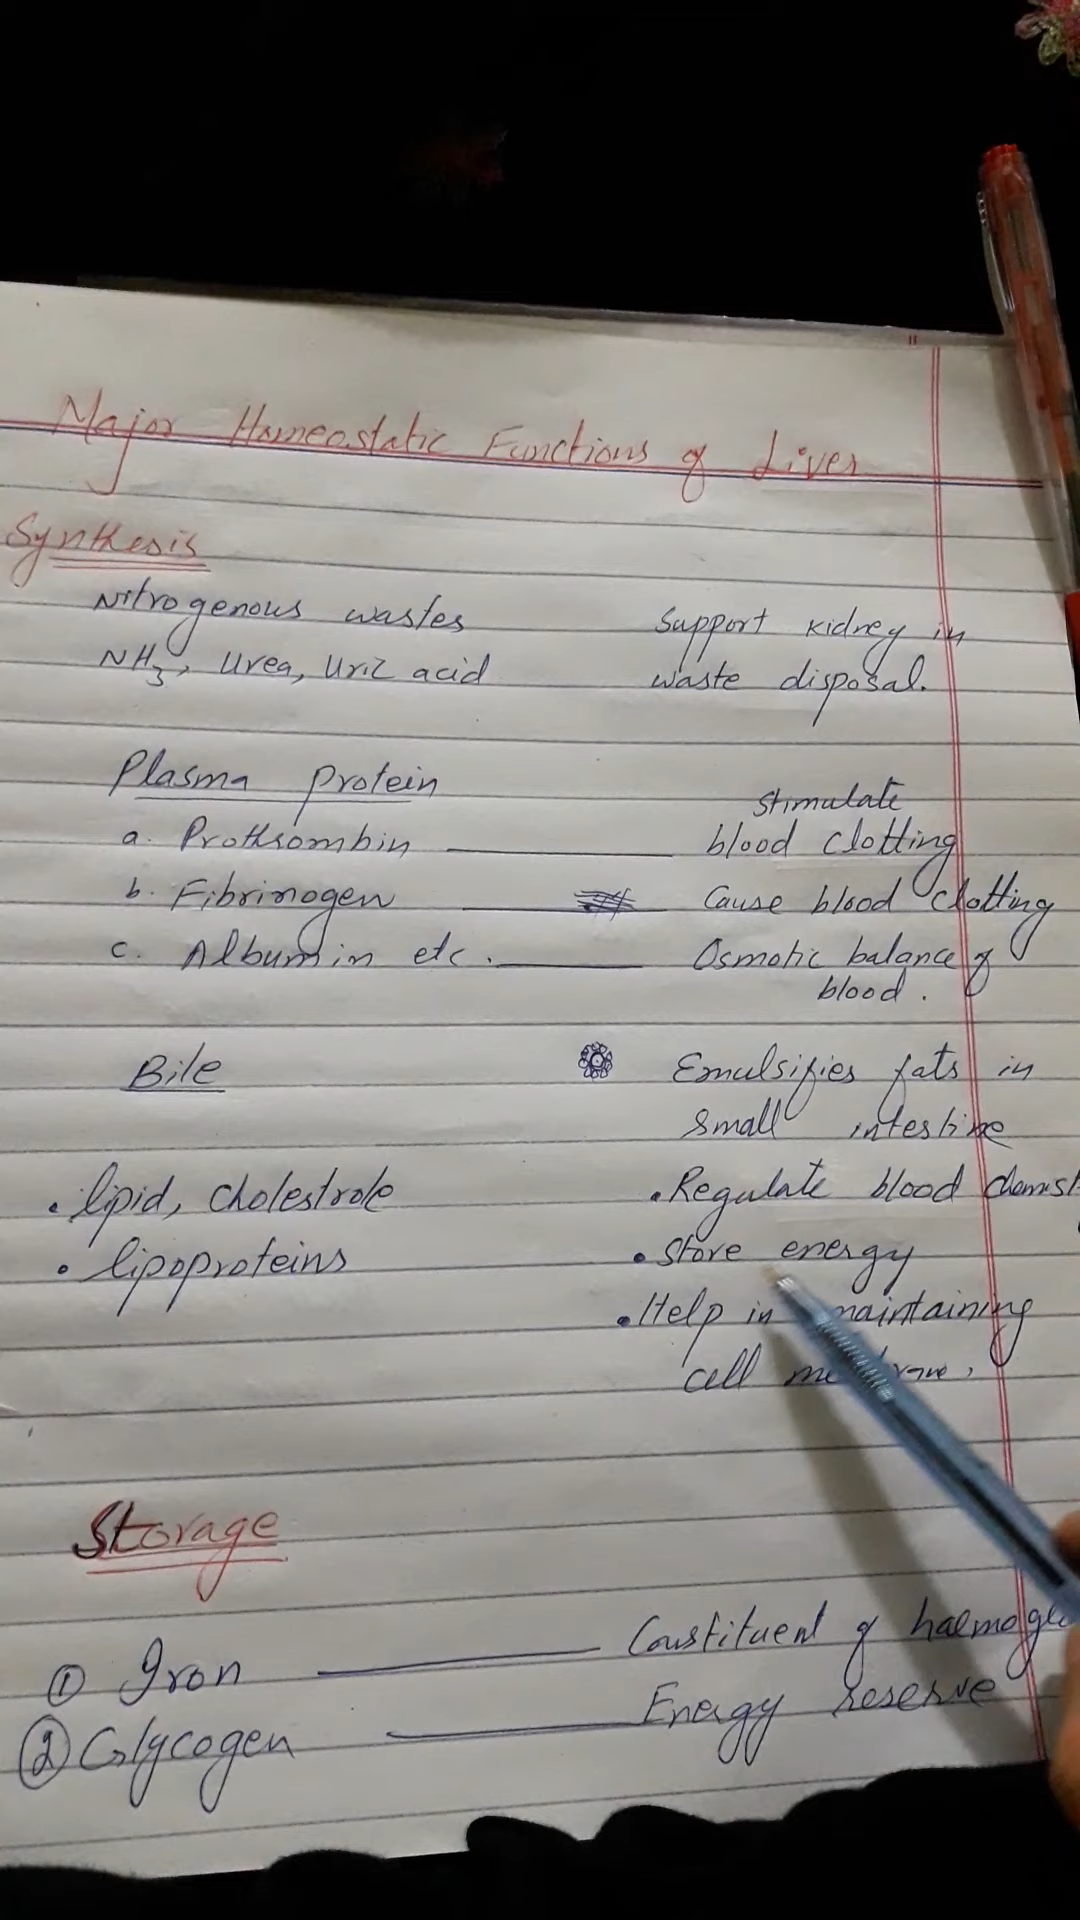 Major Homeostatic Functions of Liver
Synthesis
Nitrogenous wastes Support kidney in
NH3, Urea, Uric acid waste disposal.
Plasma protein
stimulate
a. Prothrombin blood clotting
b. Fibrinogen Cause blood clotting
c. Albumin etc. Osmotic balance of
blood.
Bile Emulsifies fats in
small intestine
• lipid, cholestrole • Regulate blood chemist
• lipoproteins • Store energy
• Help in maintaining
cell
Storage
① Iron Constituent of haemoglo
② Glycogen Energy reserve